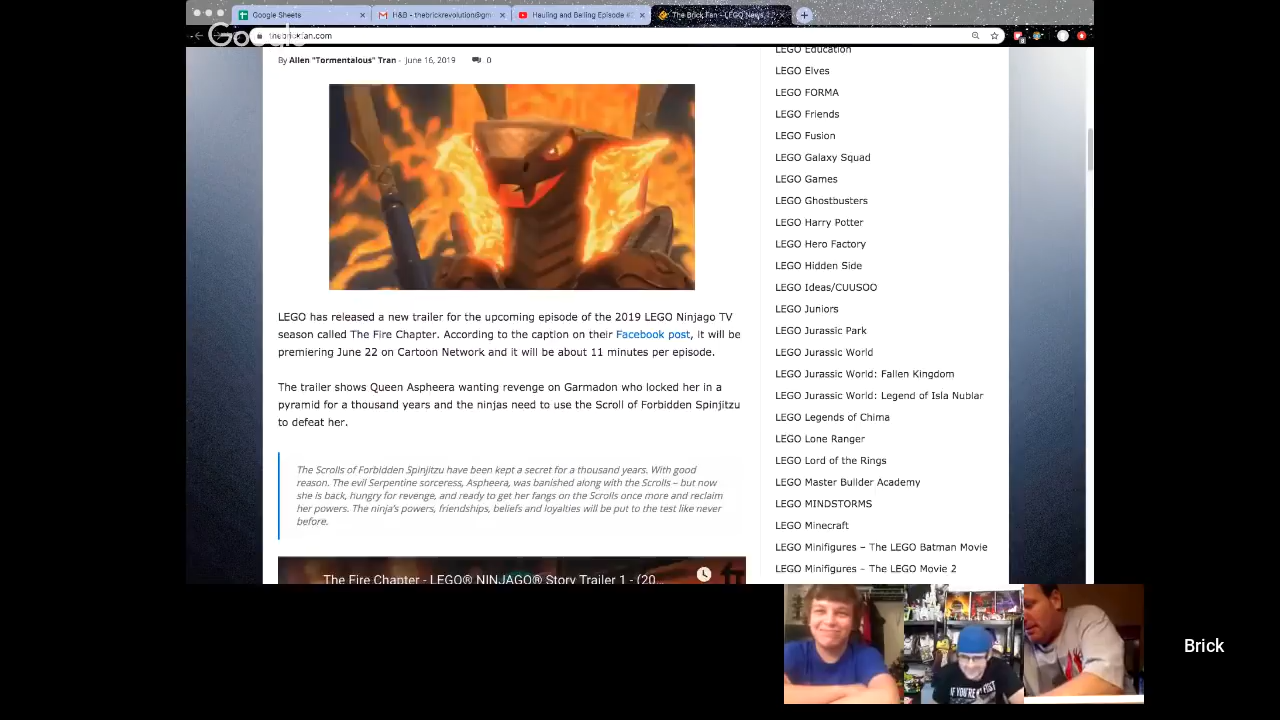 Google Sheets
H&B - thebrickrevolution@gm
Hauling and Belling Episode #
The Brick Fan - LEGO News,
Google
thebrickfan.com
By Allen "Tormentalous" Tran - June 16, 2019 0
LEGO has released a new trailer for the upcoming episode of the 2019 LEGO Ninjago TV
season called The Fire Chapter. According to the caption on their Facebook post, it will be
premiering June 22 on Cartoon Network and it will be about 11 minutes per episode.
The trailer shows Queen Aspheera wanting revenge on Garmadon who locked her in a
pyramid for a thousand years and the ninjas need to use the Scroll of Forbidden Spinjitzu
to defeat her.
The Scrolls of Forbidden Spinjitzu have been kept a secret for a thousand years. With good
reason. The evil Serpentine sorceress, Aspheera, was banished along with the Scrolls – but now
she is back, hungry for revenge, and ready to get her fangs on the Scrolls once more and reclaim
her powers. The ninja's powers, friendships, beliefs and loyalties will be put to the test like never
before.
The Fire Chapter - LEGO® NINJAGO® Story Trailer 1 - (20...
LEGO Education
LEGO Elves
LEGO FORMA
LEGO Friends
LEGO Fusion
LEGO Galaxy Squad
LEGO Games
LEGO Ghostbusters
LEGO Harry Potter
LEGO Hero Factory
LEGO Hidden Side
LEGO Ideas/CUUSOO
LEGO Juniors
LEGO Jurassic Park
LEGO Jurassic World
LEGO Jurassic World: Fallen Kingdom
LEGO Jurassic World: Legend of Isla Nublar
LEGO Legends of Chima
LEGO Lone Ranger
LEGO Lord of the Rings
LEGO Master Builder Academy
LEGO MINDSTORMS
LEGO Minecraft
LEGO Minifigures – The LEGO Batman Movie
LEGO Minifigures – The LEGO Movie 2
IF YOU'RE
Brick